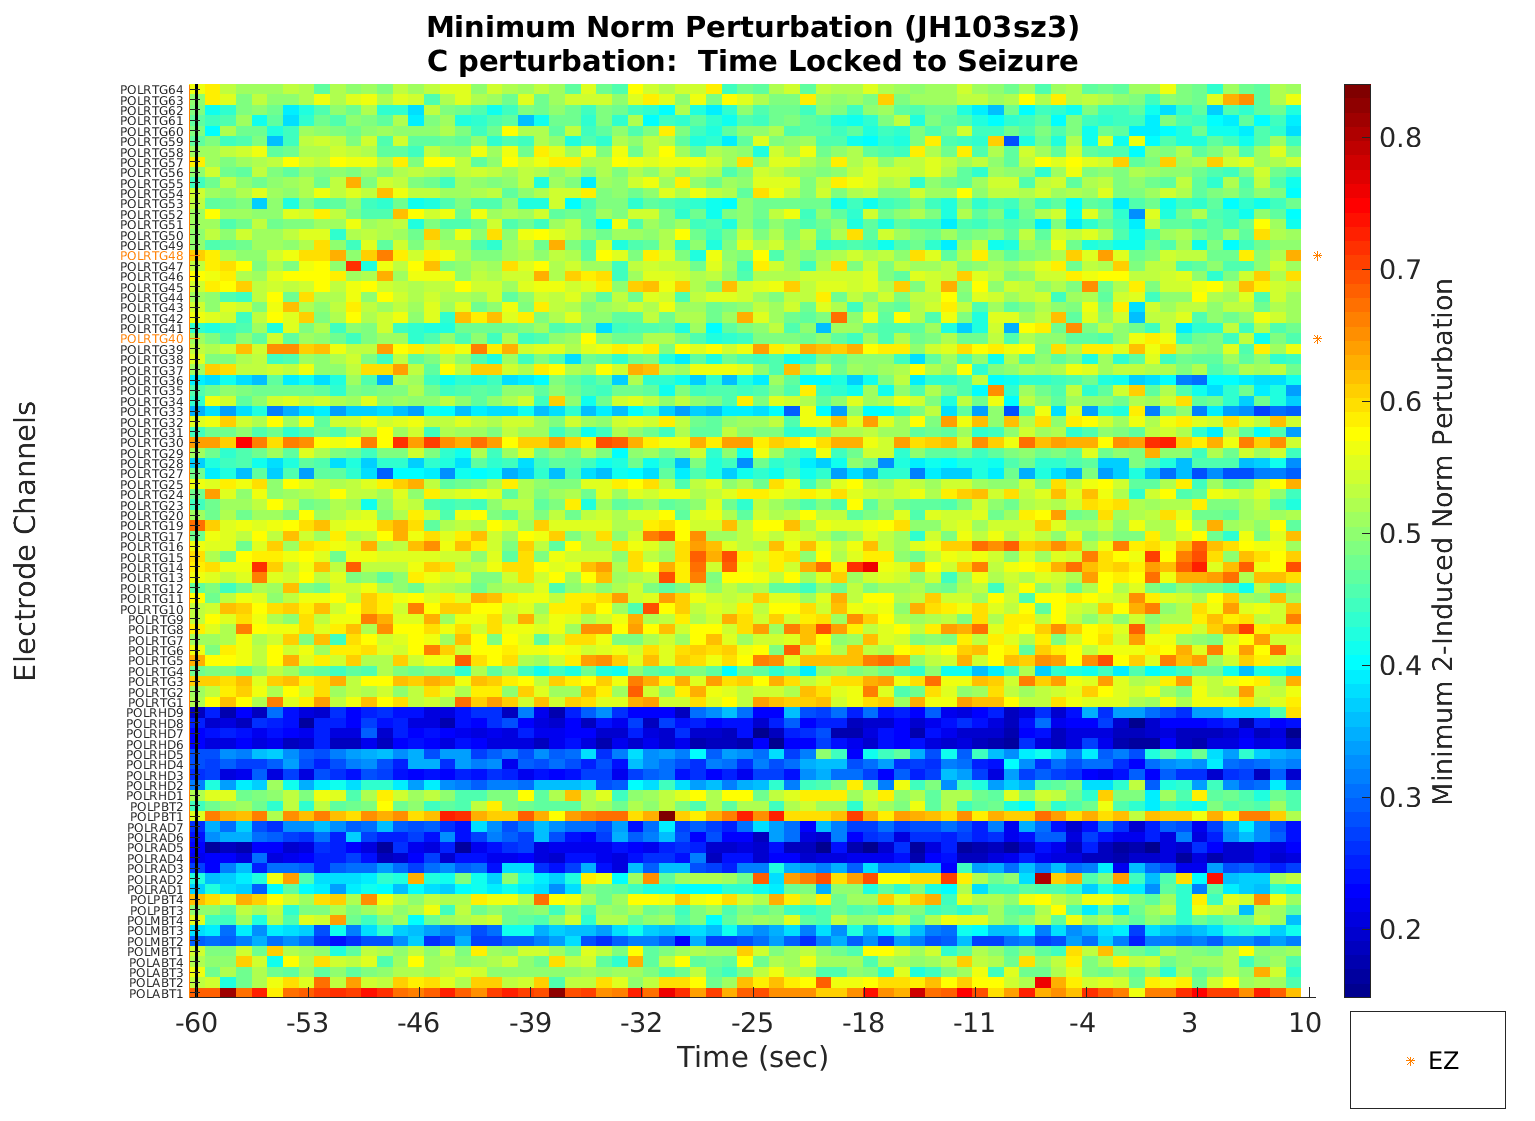 Minimum Norm Perturbation (JH103sz3)
C perturbation:  Time Locked to Seizure
POLRTG64
POLRTG63
POLRTG62
POLRTG61
POLRTG60
POLRTG59
POLRTG58
POLRTG57
POLRTG56
POLRTG55
POLRTG54
POLRTG53
POLRTG52
POLRTG51
POLRTG50
POLRTG49
POLRTG48
POLRTG47
POLRTG46
POLRTG45
POLRTG44
POLRTG43
POLRTG42
POLRTG41
POLRTG40
POLRTG39
POLRTG38
POLRTG37
POLRTG36
POLRTG35
POLRTG34
POLRTG33
POLRTG32
POLRTG31
POLRTG30
POLRTG29
POLRTG28
POLRTG27
POLRTG25
POLRTG24
POLRTG23
POLRTG20
POLRTG19
POLRTG17
POLRTG16
POLRTG15
POLRTG14
POLRTG13
POLRTG12
POLRTG11
POLRTG10
POLRTG9
POLRTG8
POLRTG7
POLRTG6
POLRTG5
POLRTG4
POLRTG3
POLRTG2
POLRTG1
POLRHD9
POLRHD8
POLRHD7
POLRHD6
POLRHD5
POLRHD4
POLRHD3
POLRHD2
POLRHD1
POLPBT2
POLPBT1
POLRAD7
POLRAD6
POLRAD5
POLRAD4
POLRAD3
POLRAD2
POLRAD1
POLPBT4
POLPBT3
POLMBT4
POLMBT3
POLMBT2
POLMBT1
POLABT4
POLABT3
POLABT2
POLABT1
Electrode Channels
-60 -53 -46 -39 -32 -25 -18 -11 -4 3 10
Time (sec)
0.8
0.7
0.6
0.5
0.4
0.3
0.2
Minimum 2-Induced Norm Perturbation
EZ